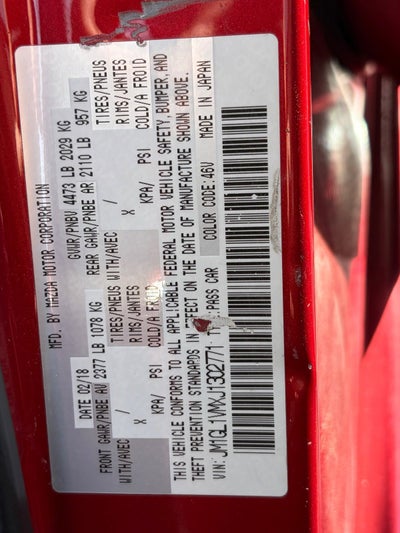 MFD. BY MAZDA MOTOR CORPORATION
DATE 02/18 GVWR/PNBV 4473 LB 2029 KG
FRONT GAWR/PNBE AV 2377 LB 1078 KG REAR GAWR/PNBE AR 2110 LB 957 KG
WITH/AVEC TIRES/PNEUS WITH/AVEC TIRES/PNEUS
/ X RIMS/JANTES / X RIMS/JANTES
KPA/ PSI COLD/A FROID KPA/ PSI COLD/A FROID
THIS VEHICLE CONFORMS TO ALL APPLICABLE FEDERAL MOTOR VEHICLE SAFETY, BUMPER, AND
THEFT PREVENTION STANDARDS IN EFFECT ON THE DATE OF MANUFACTURE SHOWN ABOVE.
VIN: PASS CAR COLOR CODE: 46V MADE IN JAPAN